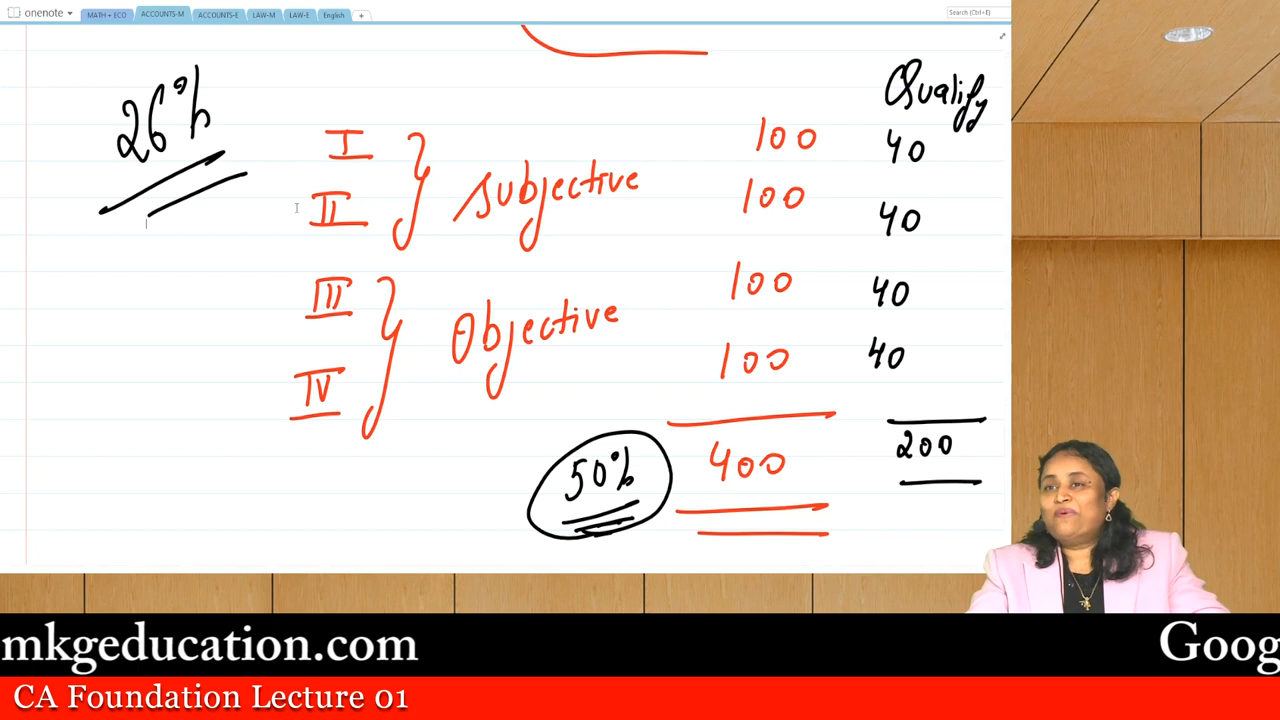 onenote MATH + ECO ACCOUNTS-M ACCOUNTS-E LAW-M LAW-E English + Search (Ctrl+E)
Qualify
26%
I 100 40
Subjective
II 100 40
III 100 40
Objective
IV 100 40
50% 400 200
mkgeducation.com Goog
CA Foundation Lecture 01